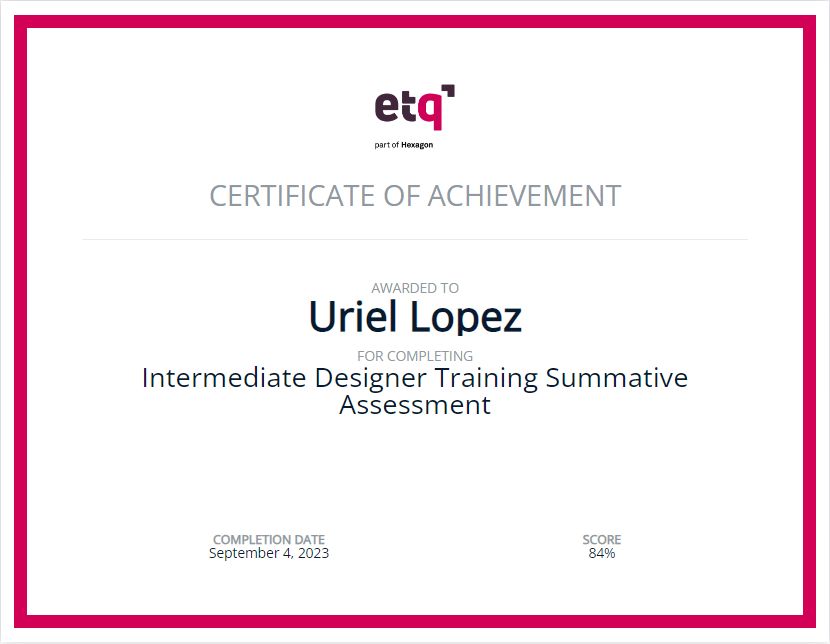 etq
part of Hexagon
CERTIFICATE OF ACHIEVEMENT
AWARDED TO
Uriel Lopez
FOR COMPLETING
Intermediate Designer Training Summative
Assessment
COMPLETION DATE
September 4, 2023
SCORE
84%